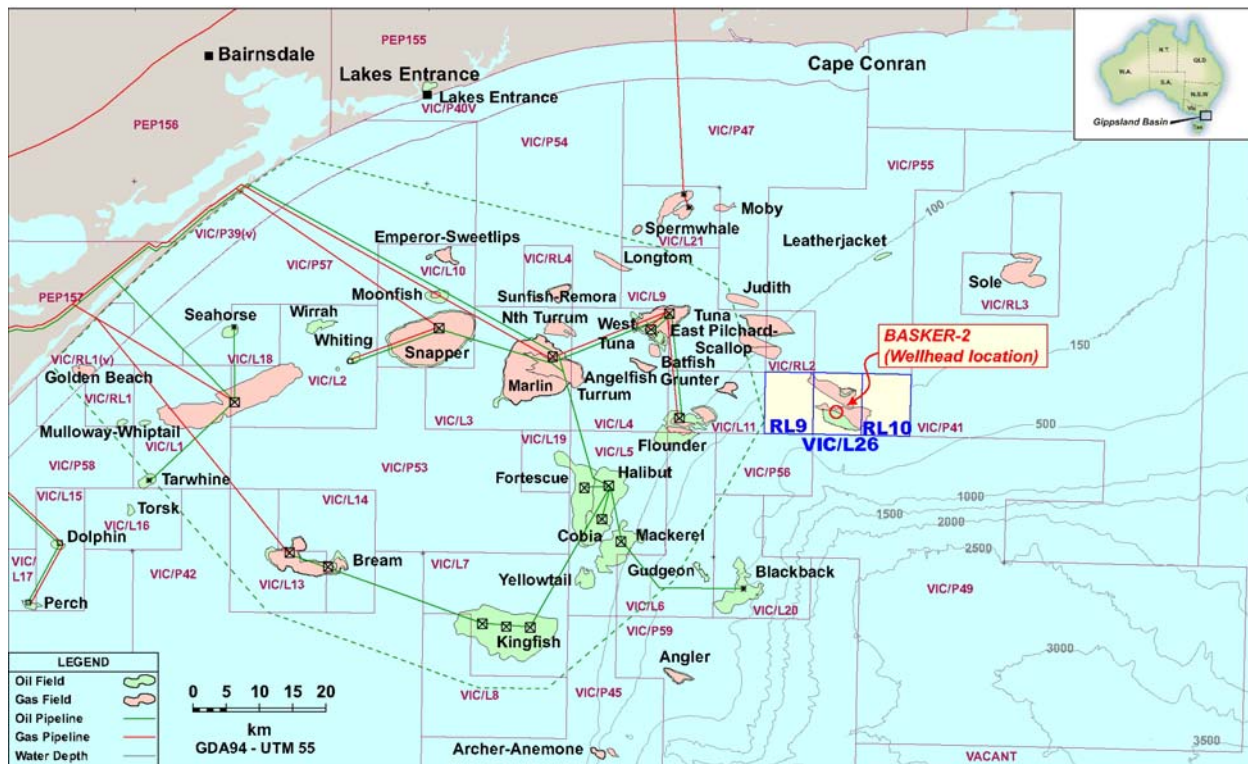 Bairnsdale
PEP155
Lakes Entrance
Lakes Entrance
VIC/P40V
Cape Conran
PEP156
VIC/P54
VIC/P47
VIC/P55
W.A.
N.T.
S.A.
QLD
N.S.W
Vic
Tas
Gippsland Basin
100
VIC/P39(v)
Emperor-Sweetlips
VIC/P57
VIC/L10
VIC/RL4
Spermwhale
Moby
VIC/L21
Longtom
Leatherjacket
PEP157
Moonfish
Sunfish-Remora
VIC/L9
Judith
Sole
VIC/RL3
Seahorse
Wirrah
Nth Turrum
Tuna
West
Tuna
East Pilchard-
Scallop
150
Whiting
Snapper
BASKER-2
(Wellhead location)
VIC/RL1(v)
VIC/L18
Golden Beach
VIC/L2
Marlin
Angelfish
Turrum
Batfish
Grunter
VIC/RL2
VIC/RL1
Mulloway-Whiptail
VIC/L1
VIC/L3
VIC/L4
VIC/L11
Flounder
RL9
RL10
VIC/L26
VIC/P41
500
VIC/L19
VIC/L5
VIC/P58
VIC/P53
VIC/P56
Tarwhine
Fortescue
Halibut
VIC/L15
VIC/L14
Torsk
VIC/L16
1000
1500
2000
2500
Dolphin
Cobia
Mackerel
VIC/
L17
VIC/P42
VIC/L13
Bream
VIC/L7
Yellowtail
Gudgeon
Blackback
VIC/P49
Perch
VIC/L6
VIC/L20
VIC/P59
Kingfish
3000
Angler
VIC/L8
VIC/P45
LEGEND
Oil Field
Gas Field
Oil Pipeline
Gas Pipeline
Water Depth
0 5 10 15 20
km
GDA94 - UTM 55
Archer-Anemone
VACANT
3500